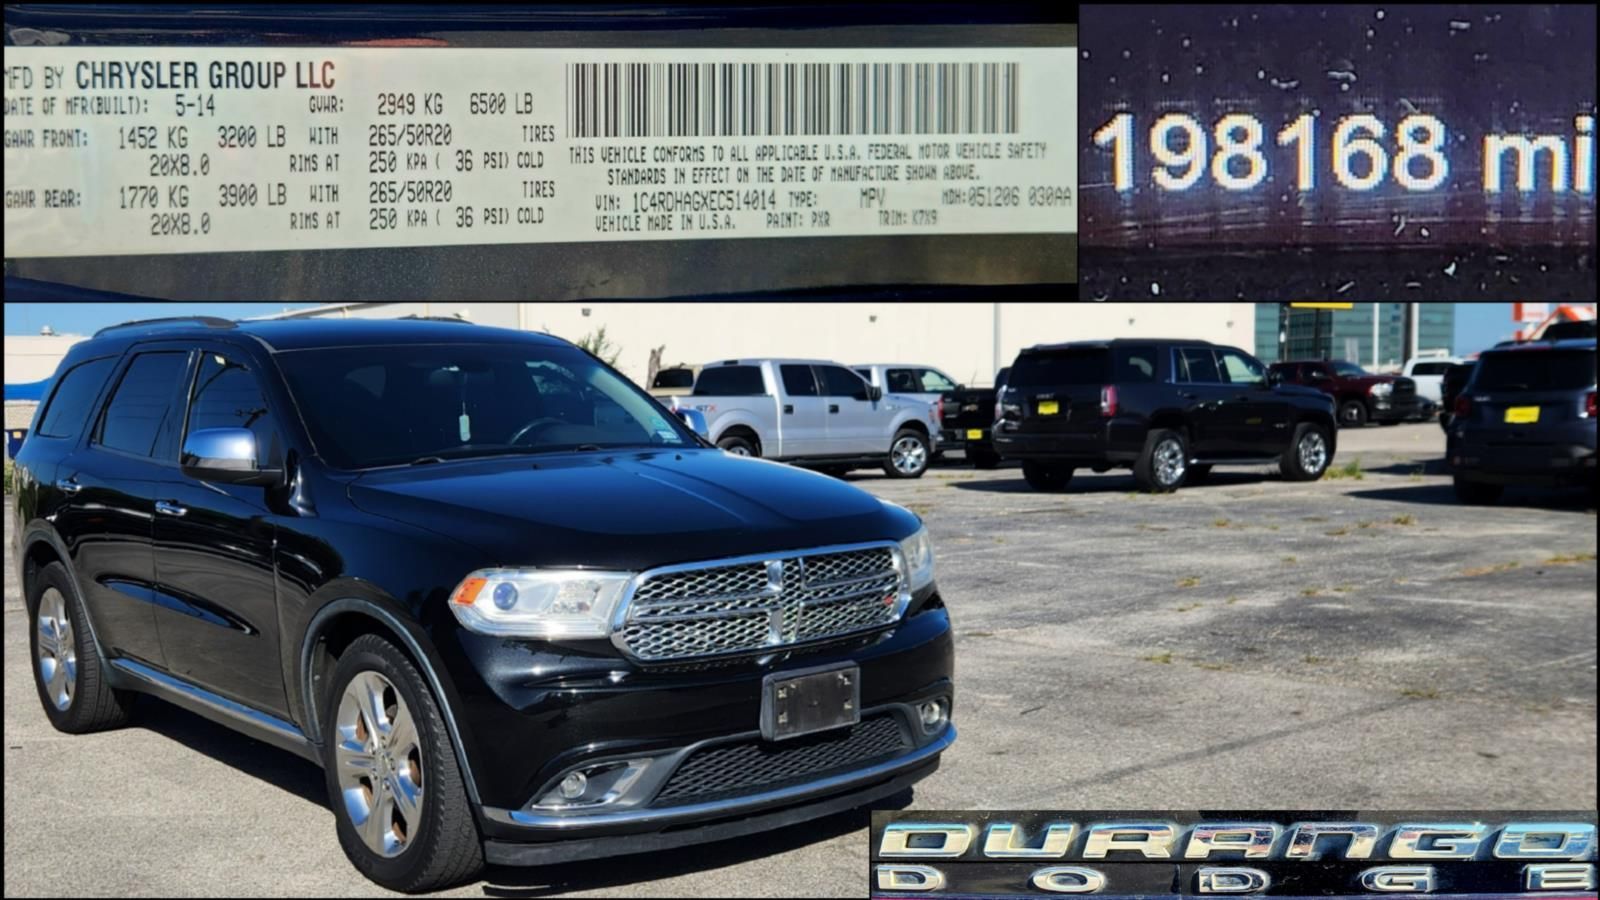 MFD BY CHRYSLER GROUP LLC
DATE OF MFR(BUILT): 5-14 GVWR: 2949 KG 6500 LB
GAWR FRONT: 1452 KG 3200 LB WITH 265/50R20 TIRES
20X8.0 RIMS AT 250 KPA ( 36 PSI) COLD
GAWR REAR: 1770 KG 3900 LB WITH 265/50R20 TIRES
20X8.0 RIMS AT 250 KPA ( 36 PSI) COLD
THIS VEHICLE CONFORMS TO ALL APPLICABLE U.S.A. FEDERAL MOTOR VEHICLE SAFETY
STANDARDS IN EFFECT ON THE DATE OF MANUFACTURE SHOWN ABOVE.
VIN: 1C4RDHAGXEC514014 TYPE: MPV MDH:051206 030AA
VEHICLE MADE IN U.S.A. PAINT: PXR TRIM: K7X9
198168 mi
DURANGO
DODGE